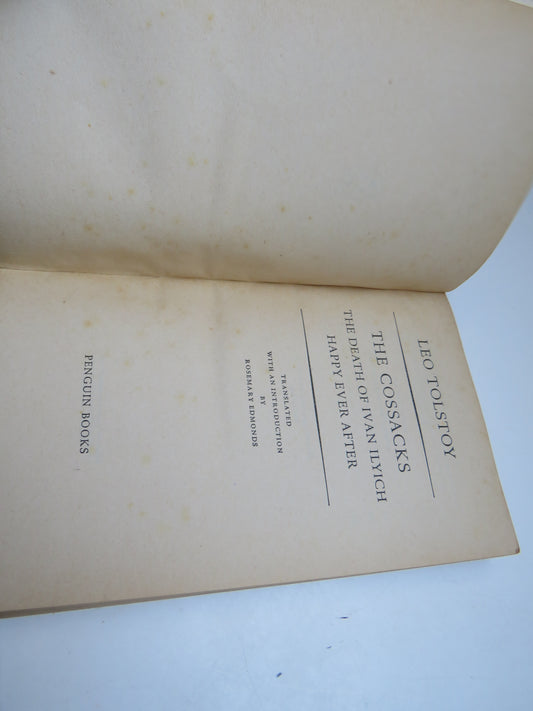 LEO TOLSTOY
THE COSSACKS
THE DEATH OF IVAN ILYICH
HAPPY EVER AFTER
TRANSLATED
WITH AN INTRODUCTION
BY
ROSEMARY EDMONDS
PENGUIN BOOKS